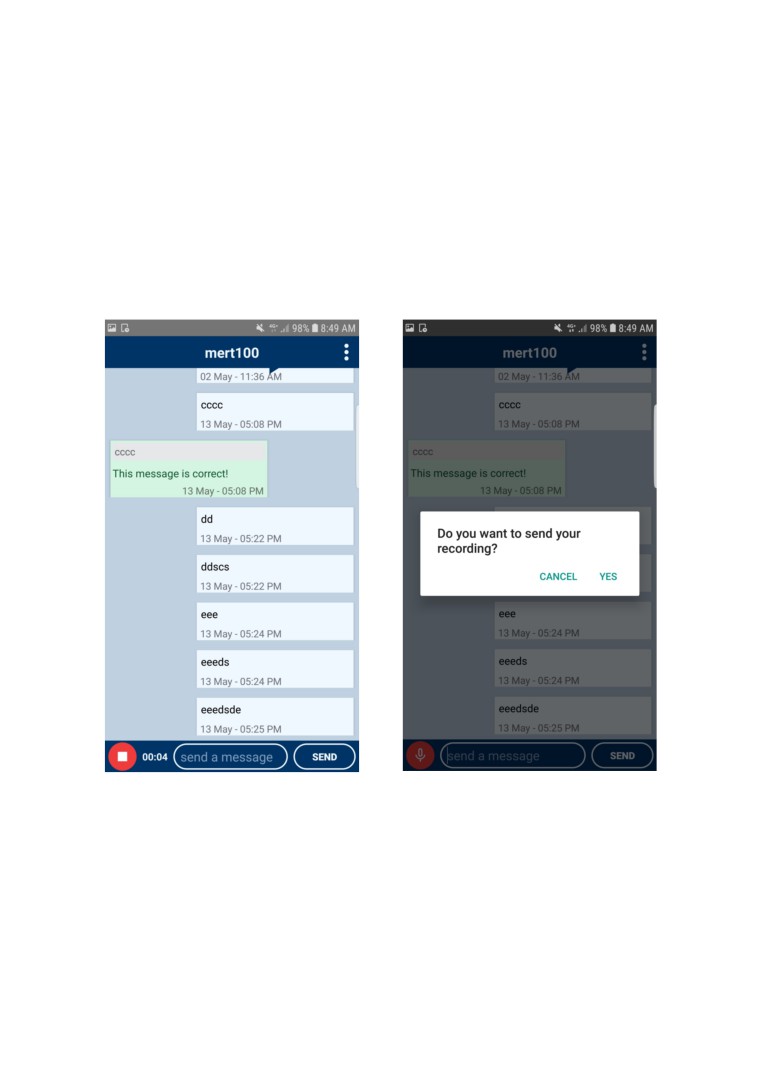 98% 8:49 AM
mert100
02 May - 11:36 AM
cccc
13 May - 05:08 PM
cccc
This message is correct!
13 May - 05:08 PM
dd
13 May - 05:22 PM
ddscs
13 May - 05:22 PM
eee
13 May - 05:24 PM
eeeds
13 May - 05:24 PM
eeedsde
13 May - 05:25 PM
00:04 send a message SEND
98% 8:49 AM
mert100
02 May - 11:36 AM
cccc
13 May - 05:08 PM
cccc
This message is correct!
13 May - 05:08 PM
Do you want to send your
recording?
CANCEL YES
eee
13 May - 05:24 PM
eeeds
13 May - 05:24 PM
eeedsde
13 May - 05:25 PM
send a message SEND